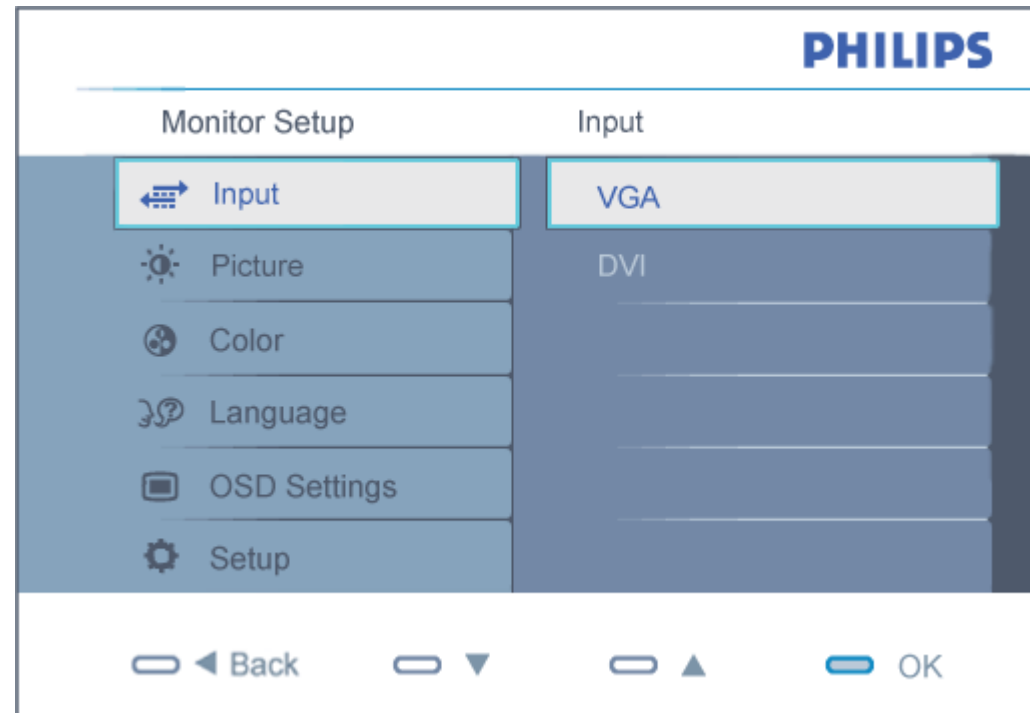 PHILIPS
Monitor Setup Input
Input VGA
Picture DVI
Color
Language
OSD Settings
Setup
Back OK